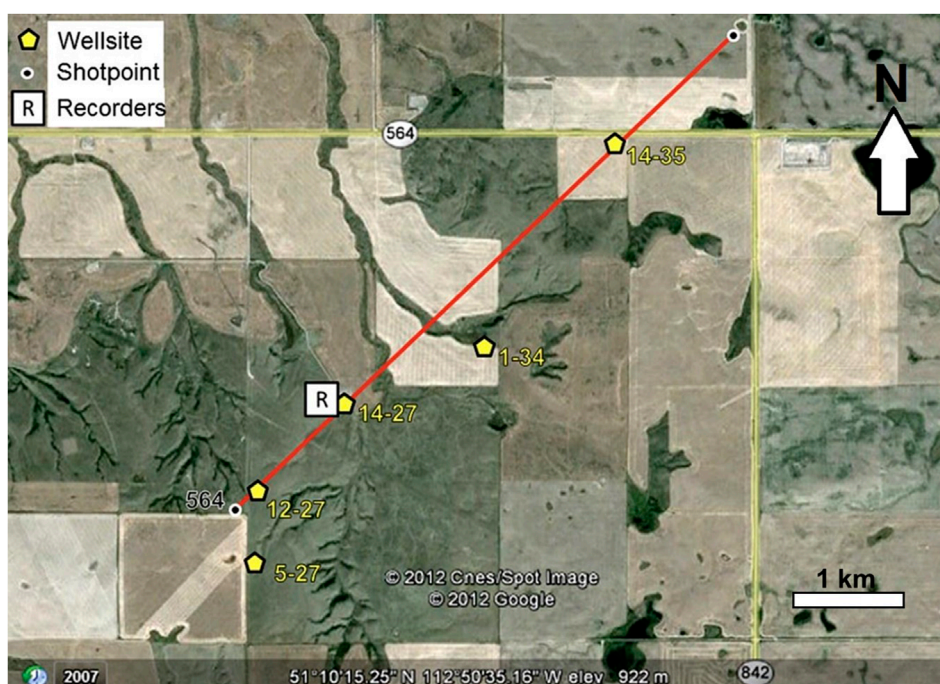 Wellsite
Shotpoint
R Recorders
N
564
14-35
1-34
R
14-27
564
12-27
5-27
© 2012 Cnes/Spot Image
© 2012 Google
1 km
2007
51°10'15.25" N 112°50'35.16" W elev 922 m
842